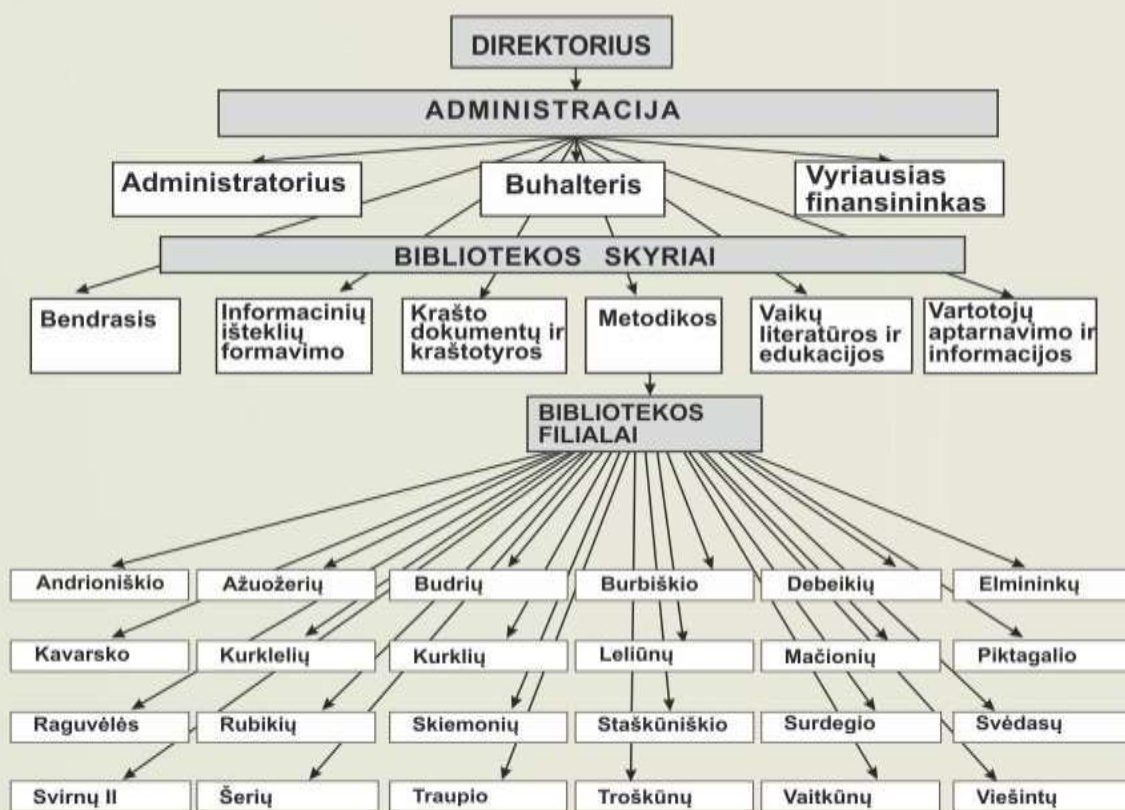 DIREKTORIUS
ADMINISTRACIJA
Administratorius
Buhalteris
Vyriausias
finansininkas
BIBLIOTEKOS SKYRIAI
Bendrasis
Informacinių
išteklių
formavimo
Krašto
dokumentų ir
kraštotyros
Metodikos
Vaikų
literatūros ir
edukacijos
Vartotojų
aptarnavimo ir
informacijos
BIBLIOTEKOS
FILIALAI
Andrioniškio
Ažuožerių
Budrių
Burbiškio
Debeikių
Elmininkų
Kavarsko
Kurklelių
Kurklių
Leliūnų
Mačionių
Piktagalio
Raguvėlės
Rubikių
Skiemonių
Staškūniškio
Surdegio
Svėdasų
Svirnų II
Šerių
Traupio
Troškūnų
Vaitkūnų
Viešintų